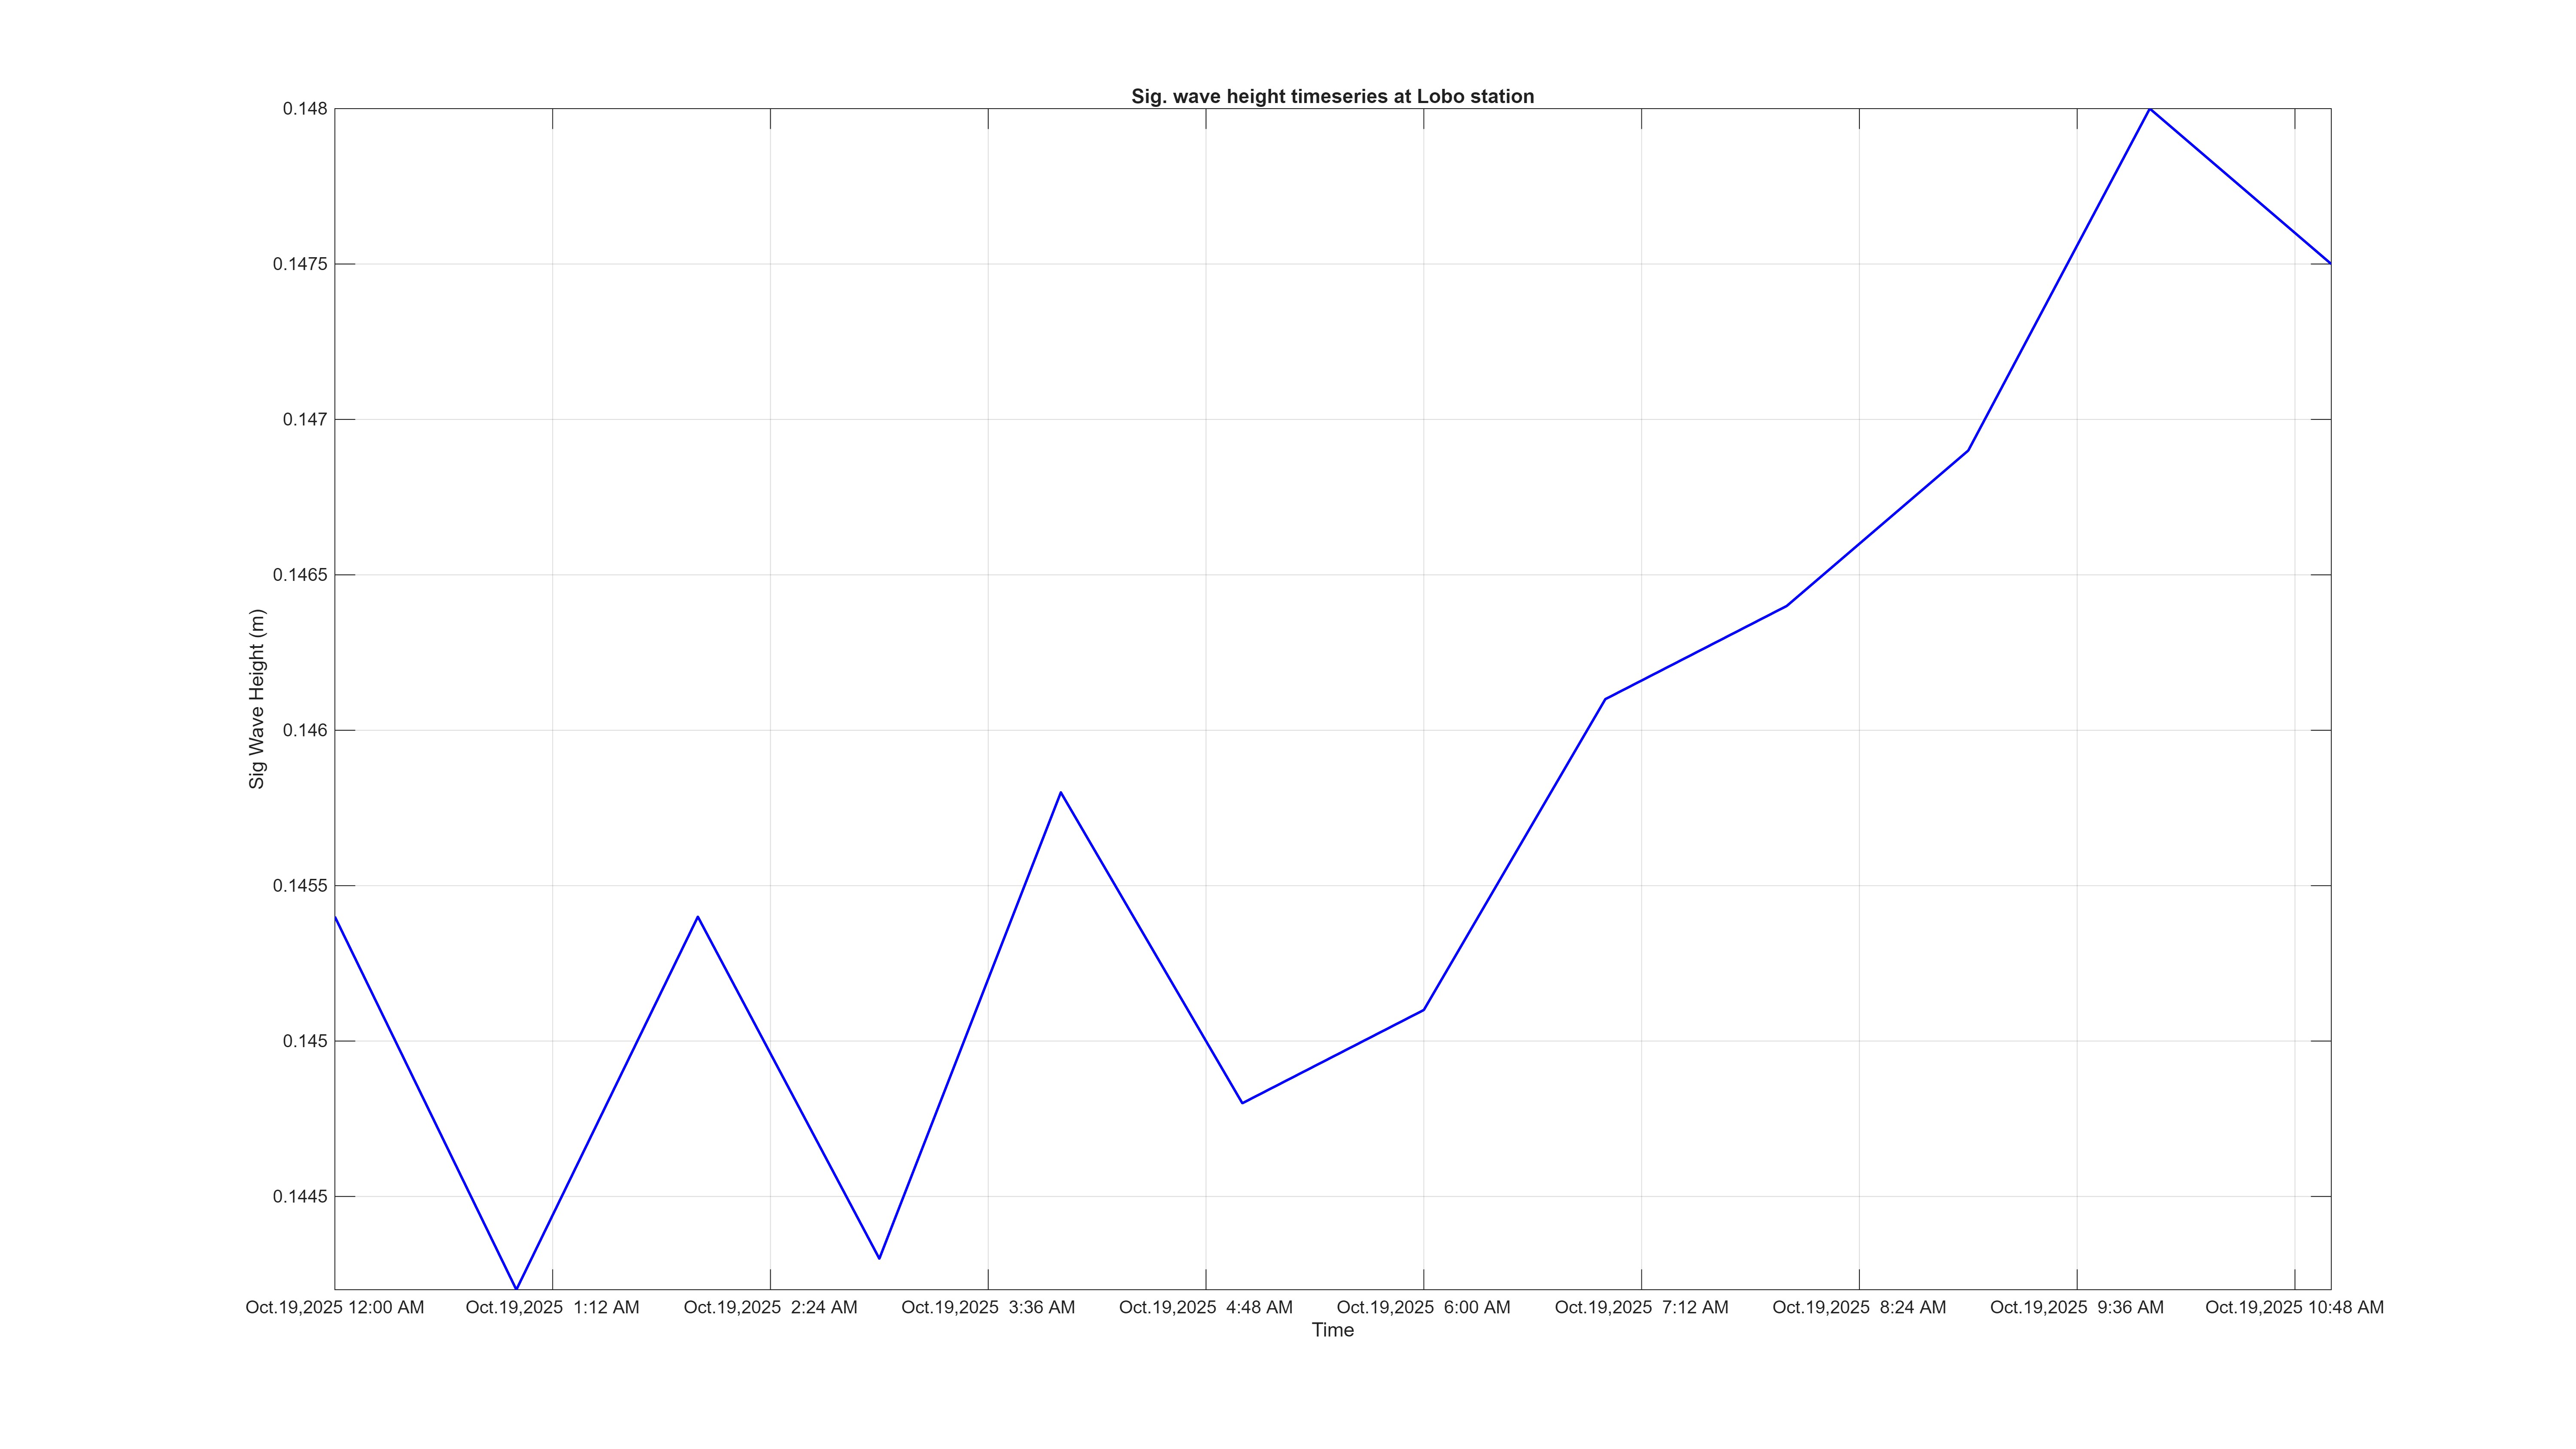 Sig. wave height timeseries at Lobo station
0.148
0.1475
0.147
0.1465
0.146
0.1455
0.145
0.1445
Sig Wave Height (m)
Oct.19,2025 12:00 AM Oct.19,2025  1:12 AM Oct.19,2025  2:24 AM Oct.19,2025  3:36 AM Oct.19,2025  4:48 AM Oct.19,2025  6:00 AM Oct.19,2025  7:12 AM Oct.19,2025  8:24 AM Oct.19,2025  9:36 AM Oct.19,2025 10:48 AM
Time